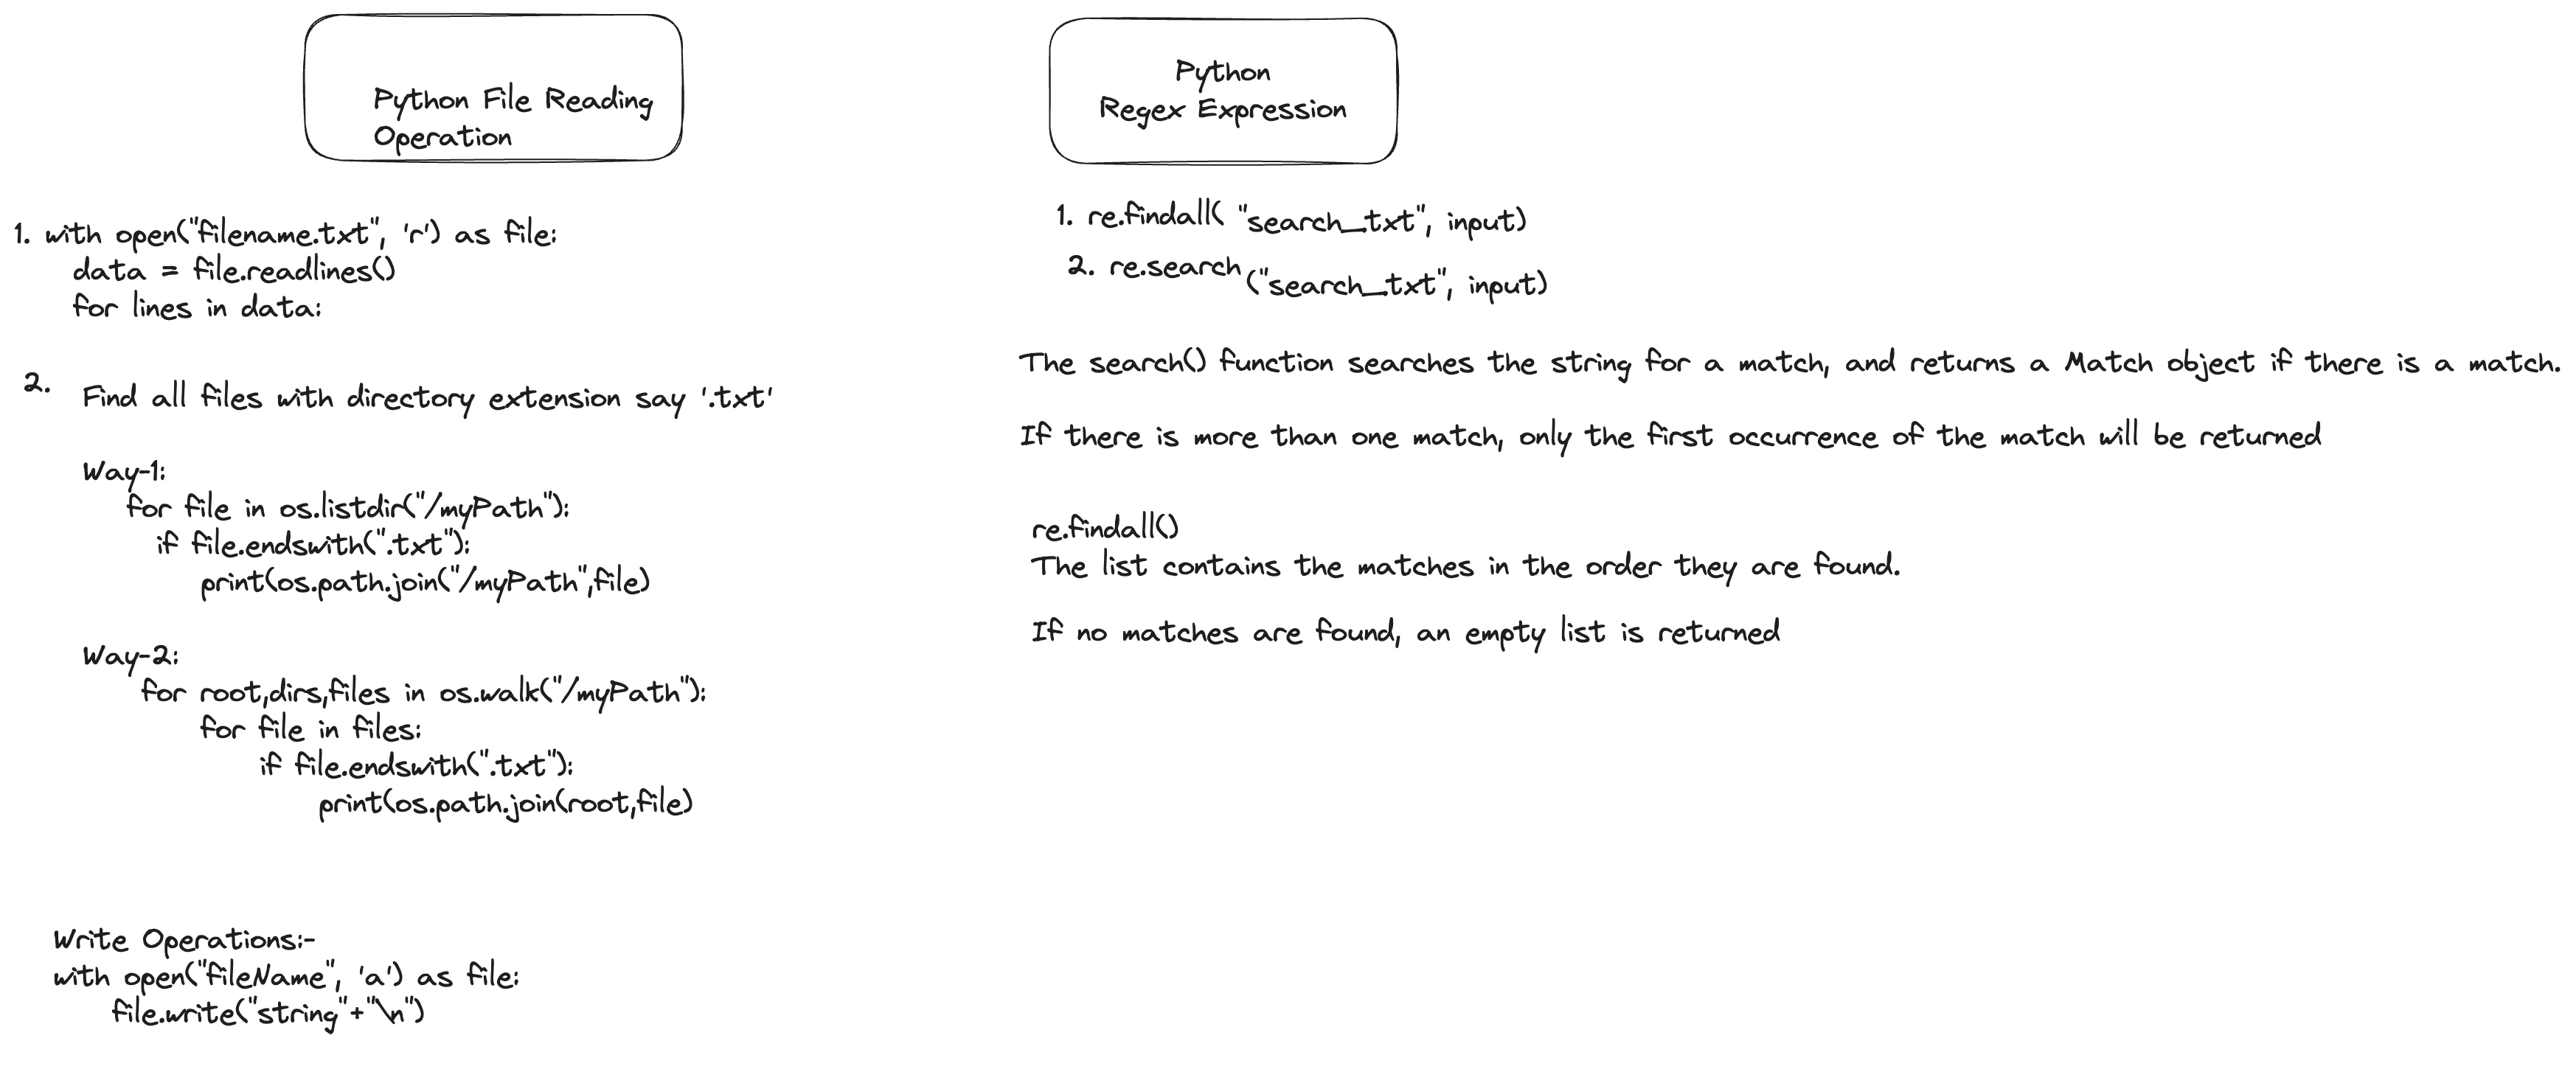 Python File Reading
Operation
1. with open("filename.txt", 'r') as file:
data = file.readlines()
for lines in data:
2. Find all files with directory extension say '.txt'
Way-1:
for file in os.listdir("/myPath"):
if file.endswith(".txt"):
print(os.path.join("/myPath",file)
Way-2:
for root,dirs,files in os.walk("/myPath"):
for file in files:
if file.endswith(".txt"):
print(os.path.join(root,file)
Write Operations:-
with open("fileName", 'a') as file:
file.write("string"+"\n")
Python
Regex Expression
1. re.findall( "search_txt", input)
2. re.search ("search_txt", input)
The search() function searches the string for a match, and returns a Match object if there is a match.
If there is more than one match, only the first occurrence of the match will be returned
re.findall()
The list contains the matches in the order they are found.
If no matches are found, an empty list is returned